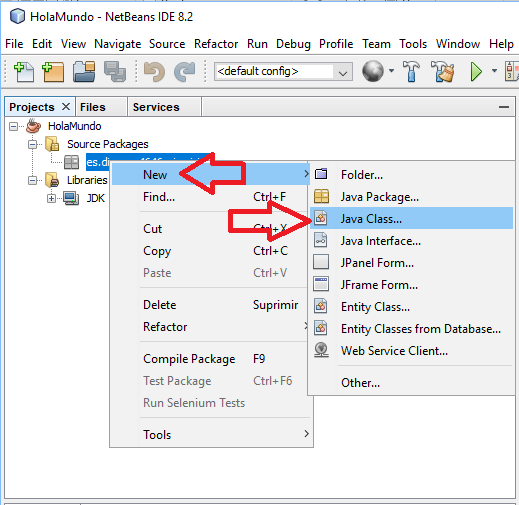 HolaMundo - NetBeans IDE 8.2
File Edit View Navigate Source Refactor Run Debug Profile Team Tools Window Help
<default config>
Projects Files Services
HolaMundo
Source Packages
Libraries
JDK
New
Find... Ctrl+F
Cut Ctrl+X
Copy Ctrl+C
Paste Ctrl+V
Delete Suprimir
Refactor
Compile Package F9
Test Package Ctrl+F6
Run Selenium Tests
Tools
Folder...
Java Package...
Java Class...
Java Interface...
JPanel Form...
JFrame Form...
Entity Class...
Entity Classes from Database...
Web Service Client...
Other...